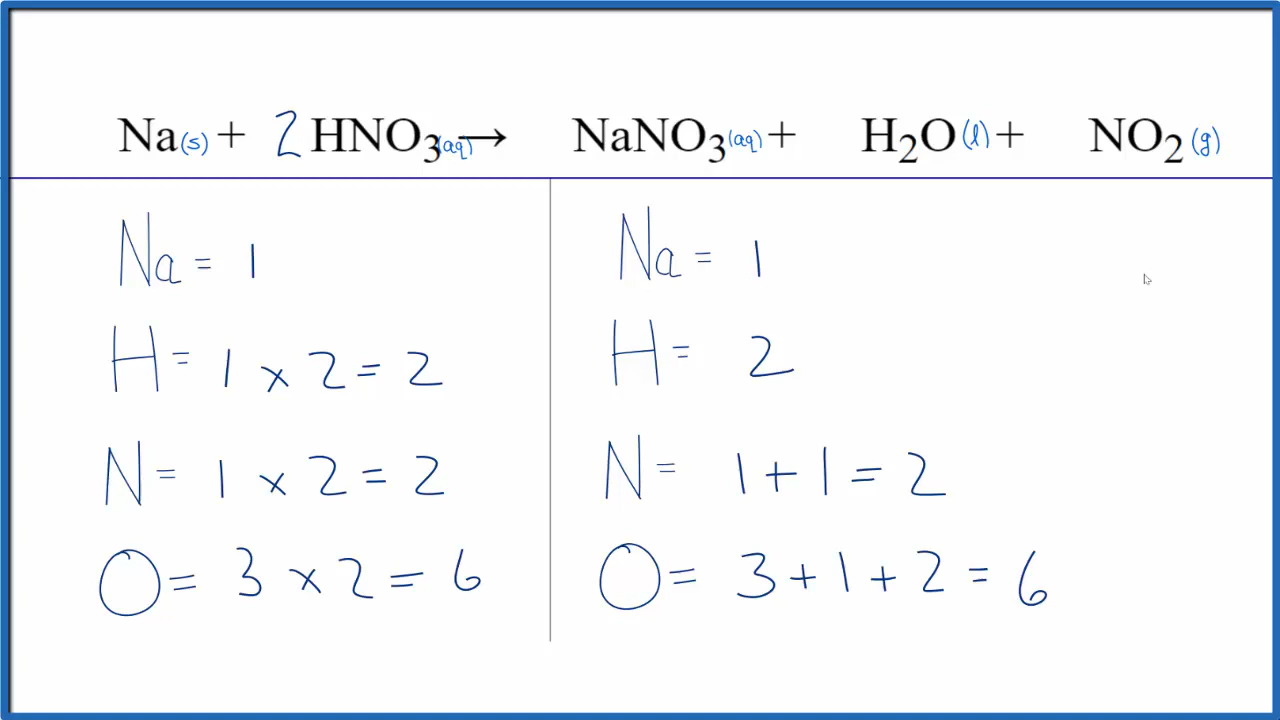 Na(s) + 2 HNO₃(aq) → NaNO₃(aq) + H₂O(l) + NO₂(g)
Na = 1
H = 1 x 2 = 2
N = 1 x 2 = 2
O = 3 x 2 = 6
Na = 1
H = 2
N = 1 + 1 = 2
O = 3 + 1 + 2 = 6